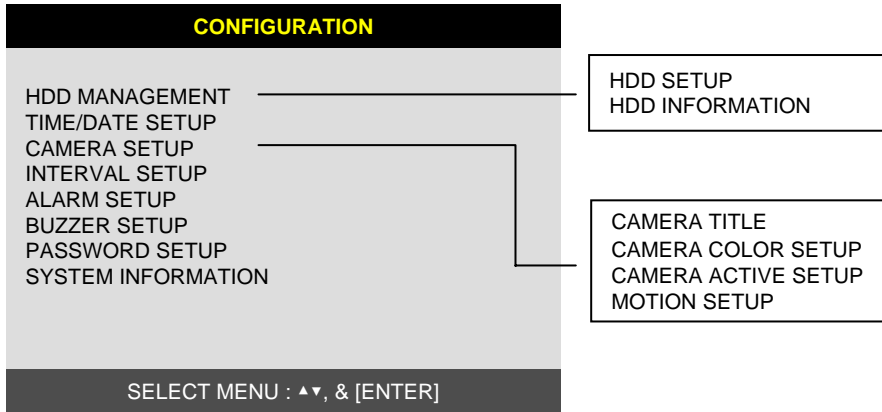 CONFIGURATION
HDD MANAGEMENT
TIME/DATE SETUP
CAMERA SETUP
INTERVAL SETUP
ALARM SETUP
BUZZER SETUP
PASSWORD SETUP
SYSTEM INFORMATION
SELECT MENU : ▲▼, & [ENTER]
HDD SETUP
HDD INFORMATION
CAMERA TITLE
CAMERA COLOR SETUP
CAMERA ACTIVE SETUP
MOTION SETUP